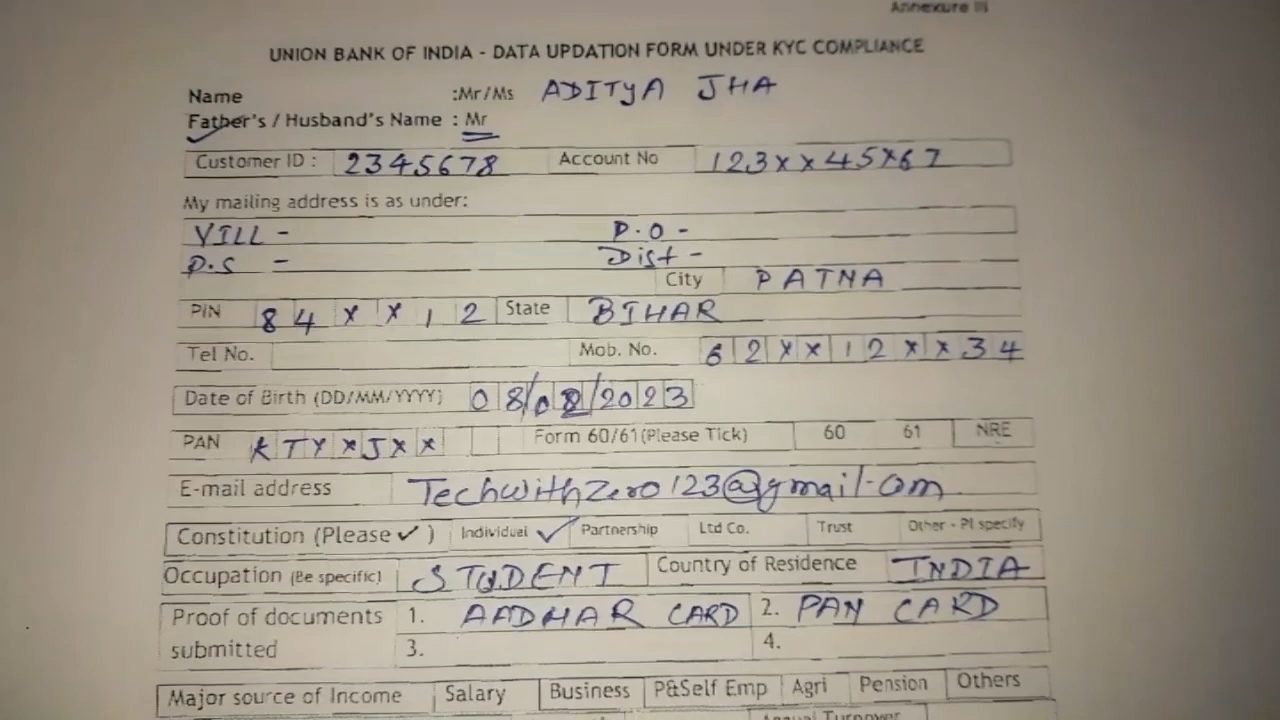 Annexure III
UNION BANK OF INDIA - DATA UPDATION FORM UNDER KYC COMPLIANCE
Name :Mr/Ms ADITYA JHA
Father's / Husband's Name : Mr
Customer ID : 2345678 Account No 123xx45x67
My mailing address is as under:
VILL - P.O -
P.S - Dist -
City PATNA
PIN 84xx12 State BIHAR
Tel No. Mob. No. 62xx12xx34
Date of Birth (DD/MM/YYYY) 08/08/2023
PAN KTYxJxx Form 60/61(Please Tick) 60 61 NRE
E-mail address Techwithzero123@gmail.com
Constitution (Please ✓ ) Individual ✓ Partnership Ltd Co. Trust Other - Pl specify
Occupation (Be specific) STUDENT Country of Residence INDIA
Proof of documents 1. AADHAR CARD 2. PAN CARD
submitted 3. 4.
Major source of Income Salary Business P&Self Emp Agri Pension Others
Annual Turnover